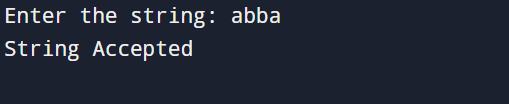 Enter the string: abba
String Accepted